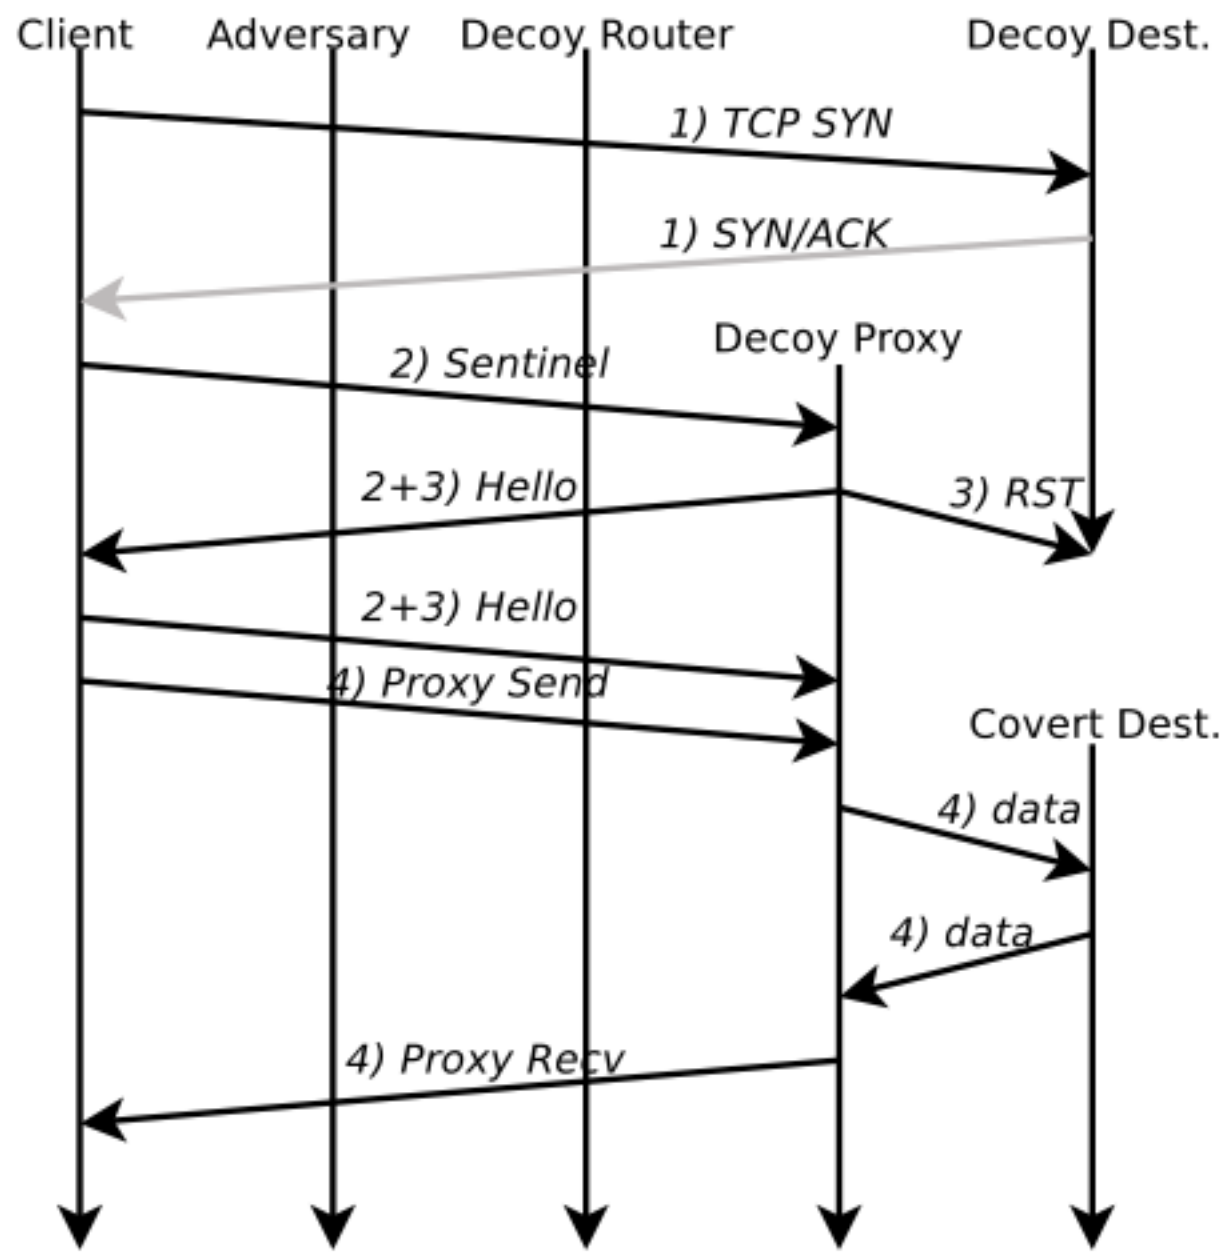 Client Adversary Decoy Router Decoy Dest.
1) TCP SYN
1) SYN/ACK
Decoy Proxy
2) Sentinel
2+3) Hello
3) RST
2+3) Hello
4) Proxy Send
Covert Dest.
4) data
4) data
4) Proxy Recv